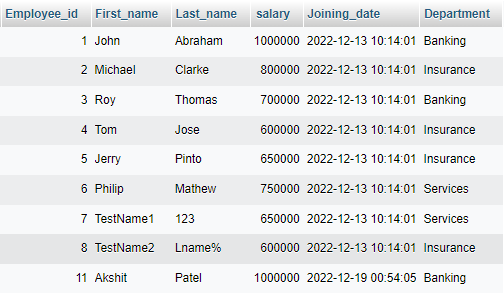 Employee_id First_name Last_name salary Joining_date Department
1 John Abraham 1000000 2022-12-13 10:14:01 Banking
2 Michael Clarke 800000 2022-12-13 10:14:01 Insurance
3 Roy Thomas 700000 2022-12-13 10:14:01 Banking
4 Tom Jose 600000 2022-12-13 10:14:01 Insurance
5 Jerry Pinto 650000 2022-12-13 10:14:01 Insurance
6 Philip Mathew 750000 2022-12-13 10:14:01 Services
7 TestName1 123 650000 2022-12-13 10:14:01 Services
8 TestName2 Lname% 600000 2022-12-13 10:14:01 Insurance
11 Akshit Patel 1000000 2022-12-19 00:54:05 Banking